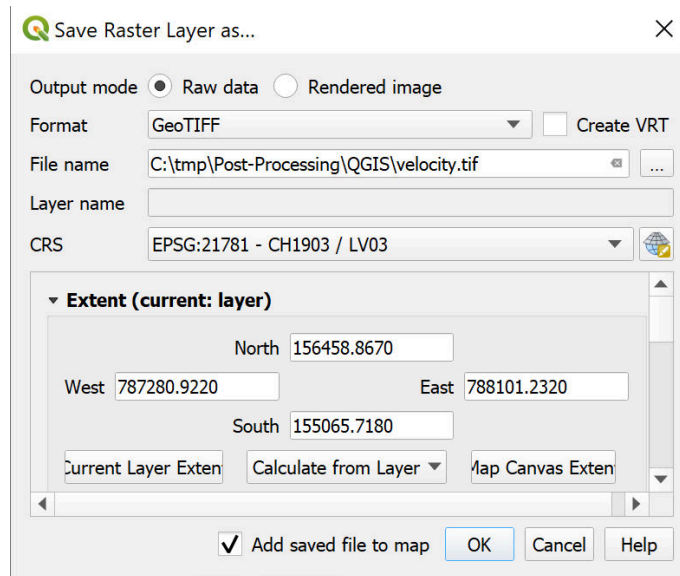 Save Raster Layer as...
Output mode Raw data Rendered image
Format GeoTIFF Create VRT
File name C:\tmp\Post-Processing\QGIS\velocity.tif ...
Layer name
CRS EPSG:21781 - CH1903 / LV03
Extent (current: layer)
North 156458.8670
West 787280.9220 East 788101.2320
South 155065.7180
Current Layer Exten Calculate from Layer Map Canvas Exten
Add saved file to map OK Cancel Help